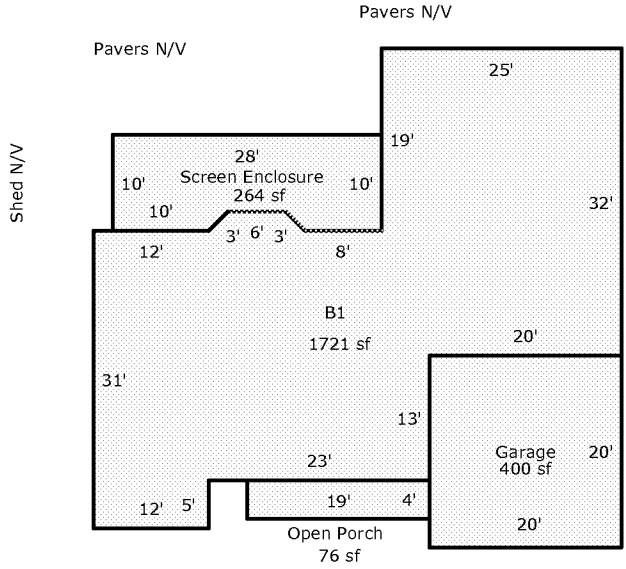 Pavers N/V
Pavers N/V
25'
19'
28'
Screen Enclosure
10'
10'
264 sf
10'
Shed N/V
32'
3'
6'
3'
12'
8'
B1
1721 sf
20'
31'
13'
Garage
400 sf
20'
23'
12'
5'
19'
4'
20'
Open Porch
76 sf